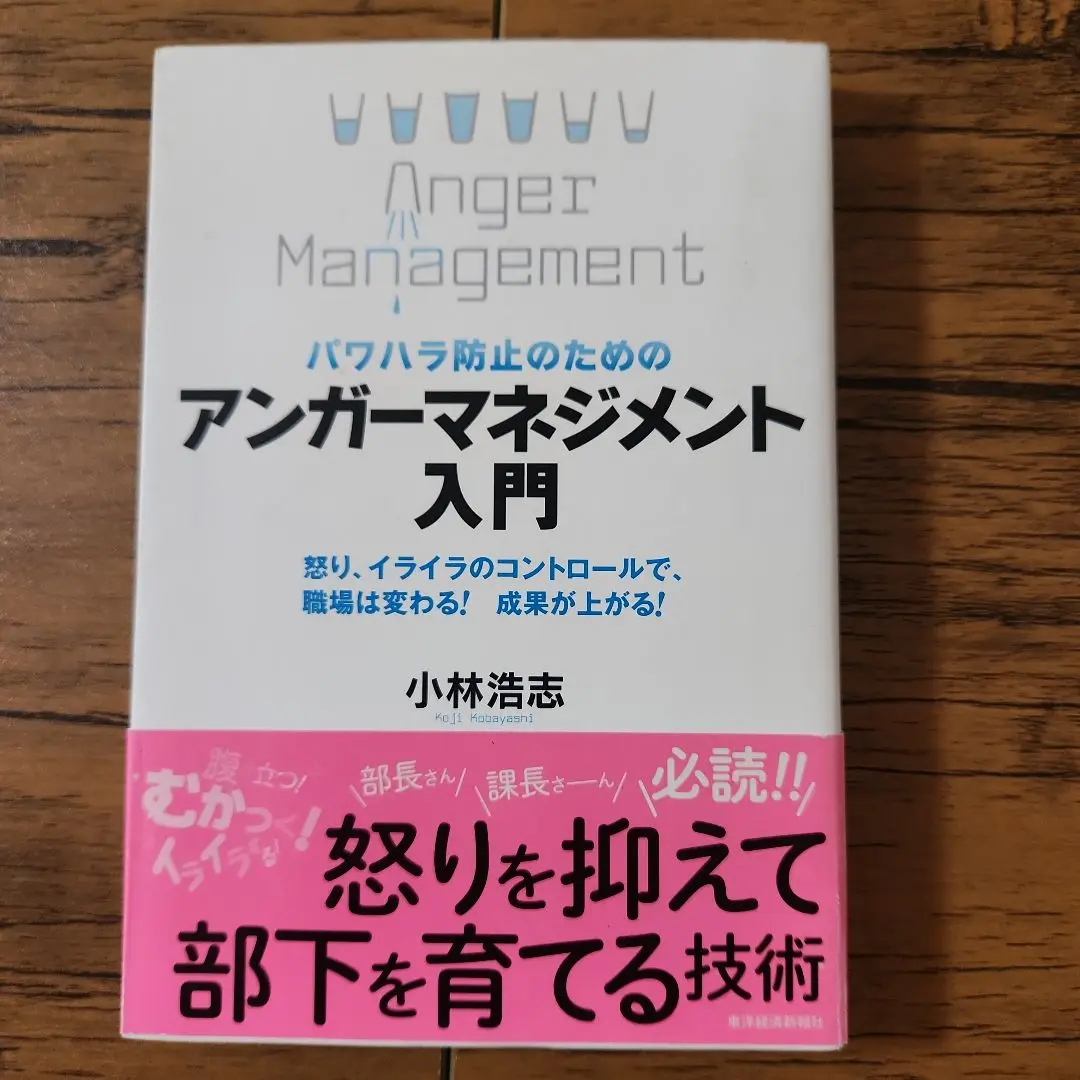 Anger
Management
パワハラ防止のための
アンガーマネジメント
入門
怒り、イライラのコントロールで、
職場は変わる! 成果が上がる!
小林浩志
Koji Kobayashi
腹立つ!
むかつく!
イライラする!
部長さん
課長さーん
必読!!
怒りを抑えて
部下を育てる技術
東洋経済新報社